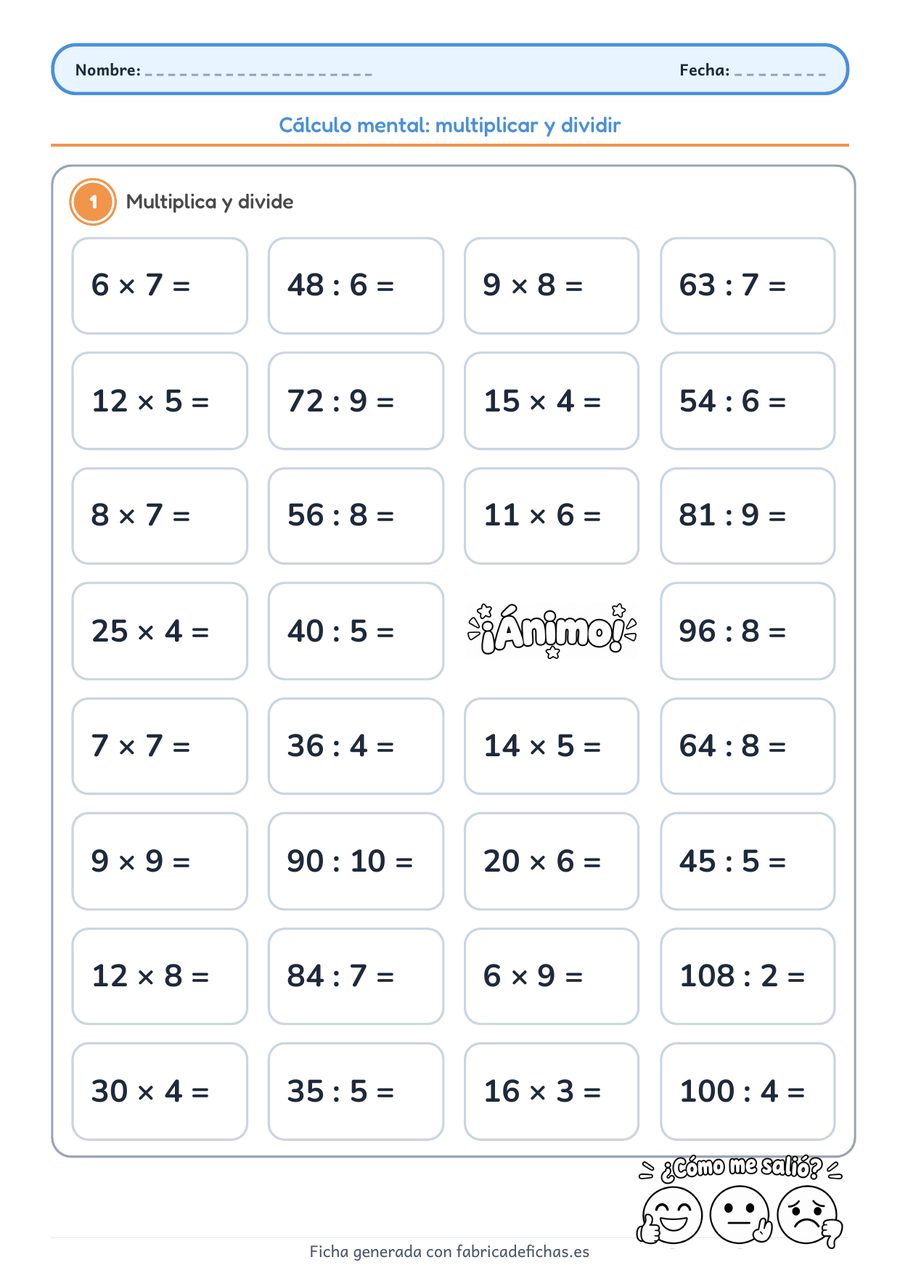 Nombre: Fecha:
Cálculo mental: multiplicar y dividir
1 Multiplica y divide
6 × 7 = 48 : 6 = 9 × 8 = 63 : 7 =
12 × 5 = 72 : 9 = 15 × 4 = 54 : 6 =
8 × 7 = 56 : 8 = 11 × 6 = 81 : 9 =
25 × 4 = 40 : 5 = ¡Ánimo! 96 : 8 =
7 × 7 = 36 : 4 = 14 × 5 = 64 : 8 =
9 × 9 = 90 : 10 = 20 × 6 = 45 : 5 =
12 × 8 = 84 : 7 = 6 × 9 = 108 : 2 =
30 × 4 = 35 : 5 = 16 × 3 = 100 : 4 =
¿Cómo me salió?
Ficha generada con fabricadefichas.es